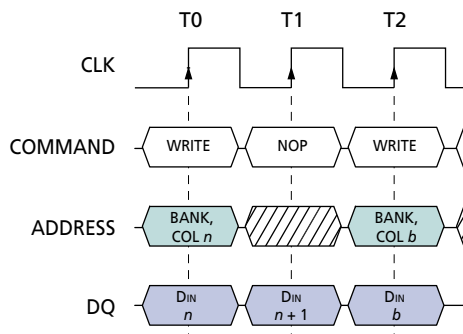 T0 T1 T2
CLK
COMMAND WRITE NOP WRITE
ADDRESS BANK, COL n BANK, COL b
DQ DIN n DIN n + 1 DIN b